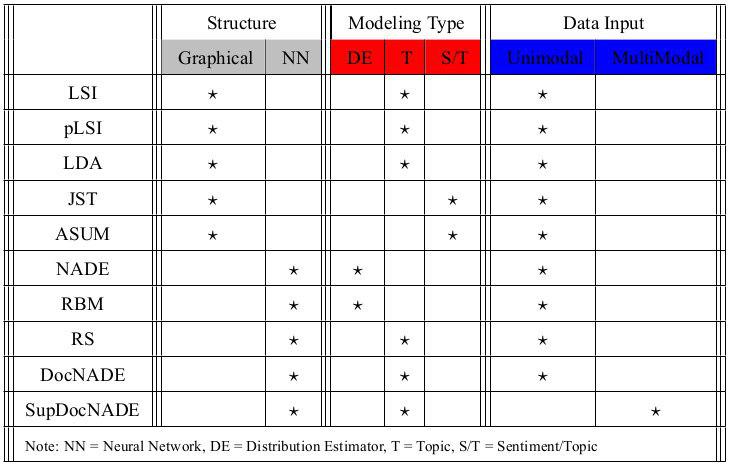 Structure Modeling Type Data Input
Graphical NN DE T S/T Unimodal MultiModal
LSI ⋆ ⋆ ⋆
pLSI ⋆ ⋆ ⋆
LDA ⋆ ⋆ ⋆
JST ⋆ ⋆ ⋆
ASUM ⋆ ⋆ ⋆
NADE ⋆ ⋆ ⋆
RBM ⋆ ⋆ ⋆
RS ⋆ ⋆ ⋆
DocNADE ⋆ ⋆ ⋆
SupDocNADE ⋆ ⋆ ⋆
Note: NN = Neural Network, DE = Distribution Estimator, T = Topic, S/T = Sentiment/Topic